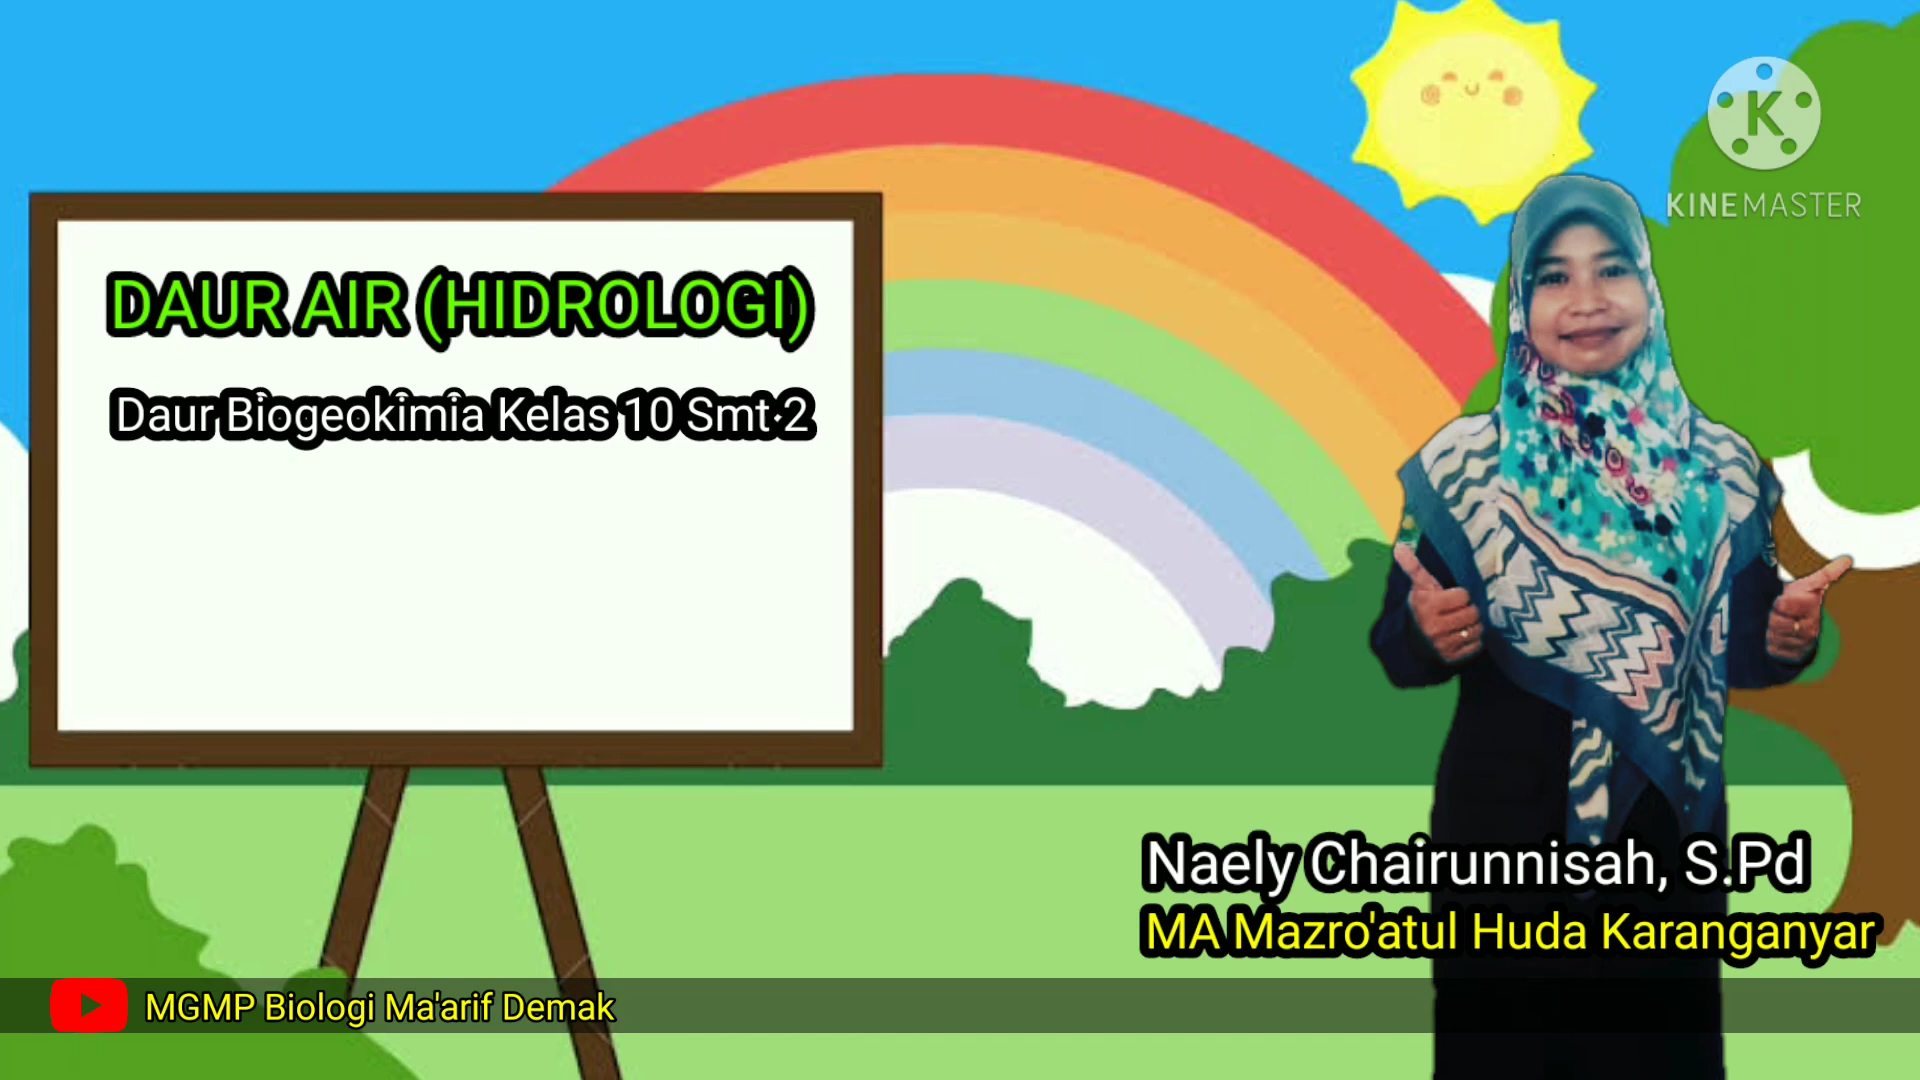 K
KINEMASTER
DAUR AIR (HIDROLOGI)
Daur Biogeokimia Kelas 10 Smt 2
Naely Chairunnisah, S.Pd
MA Mazro'atul Huda Karanganyar
MGMP Biologi Ma'arif Demak